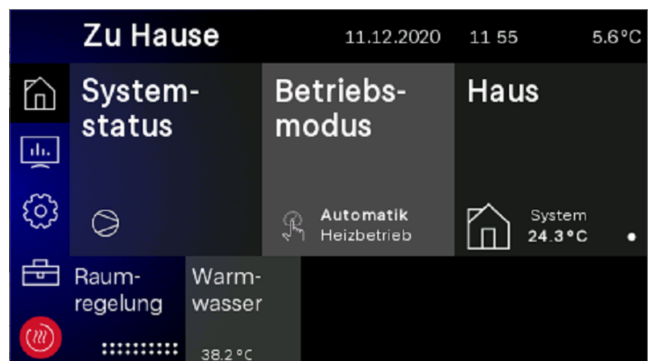 Zu Hause
11.12.2020
11 55
5.6°C
System-
status
Betriebs-
modus
Haus
Automatik
Heizbetrieb
System
24.3°C
Raum-
regelung
Warm-
wasser
38.2°C